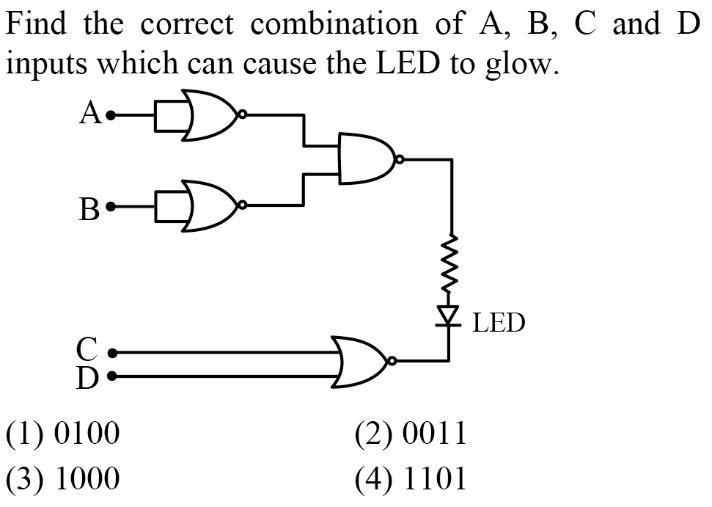 Find the correct combination of A, B, C and D
inputs which can cause the LED to glow.
A
B
LED
C
D
(1) 0100 (2) 0011
(3) 1000 (4) 1101